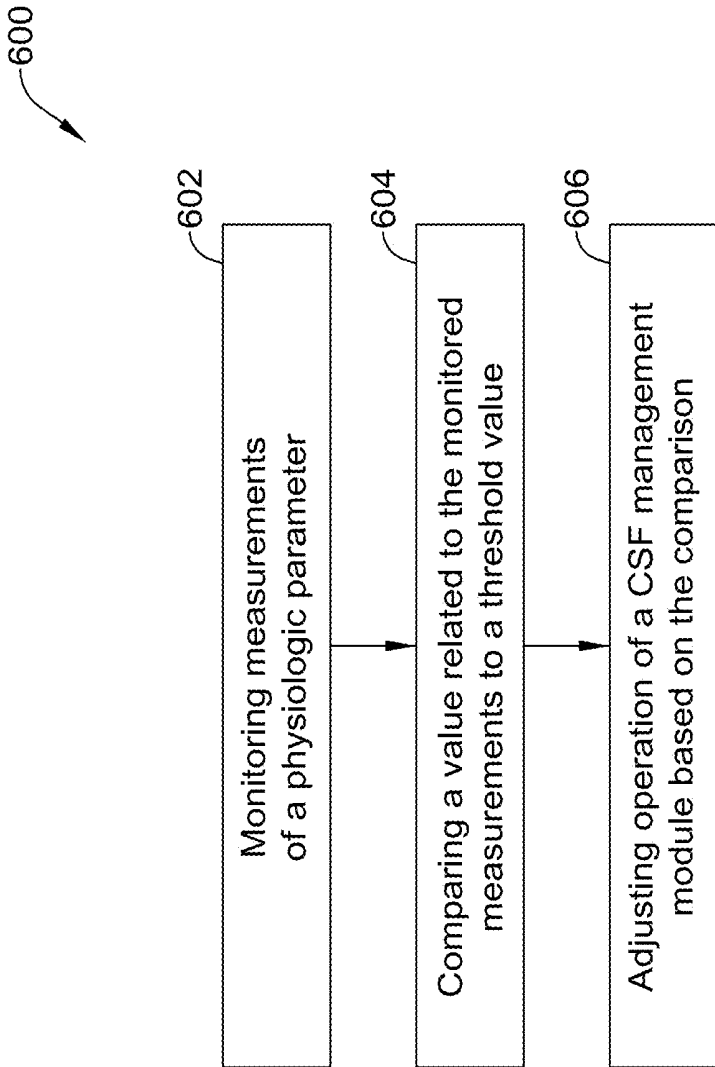 600
602
Monitoring measurements
of a physiologic parameter
604
Comparing a value related to the monitored
measurements to a threshold value
606
Adjusting operation of a CSF management
module based on the comparison